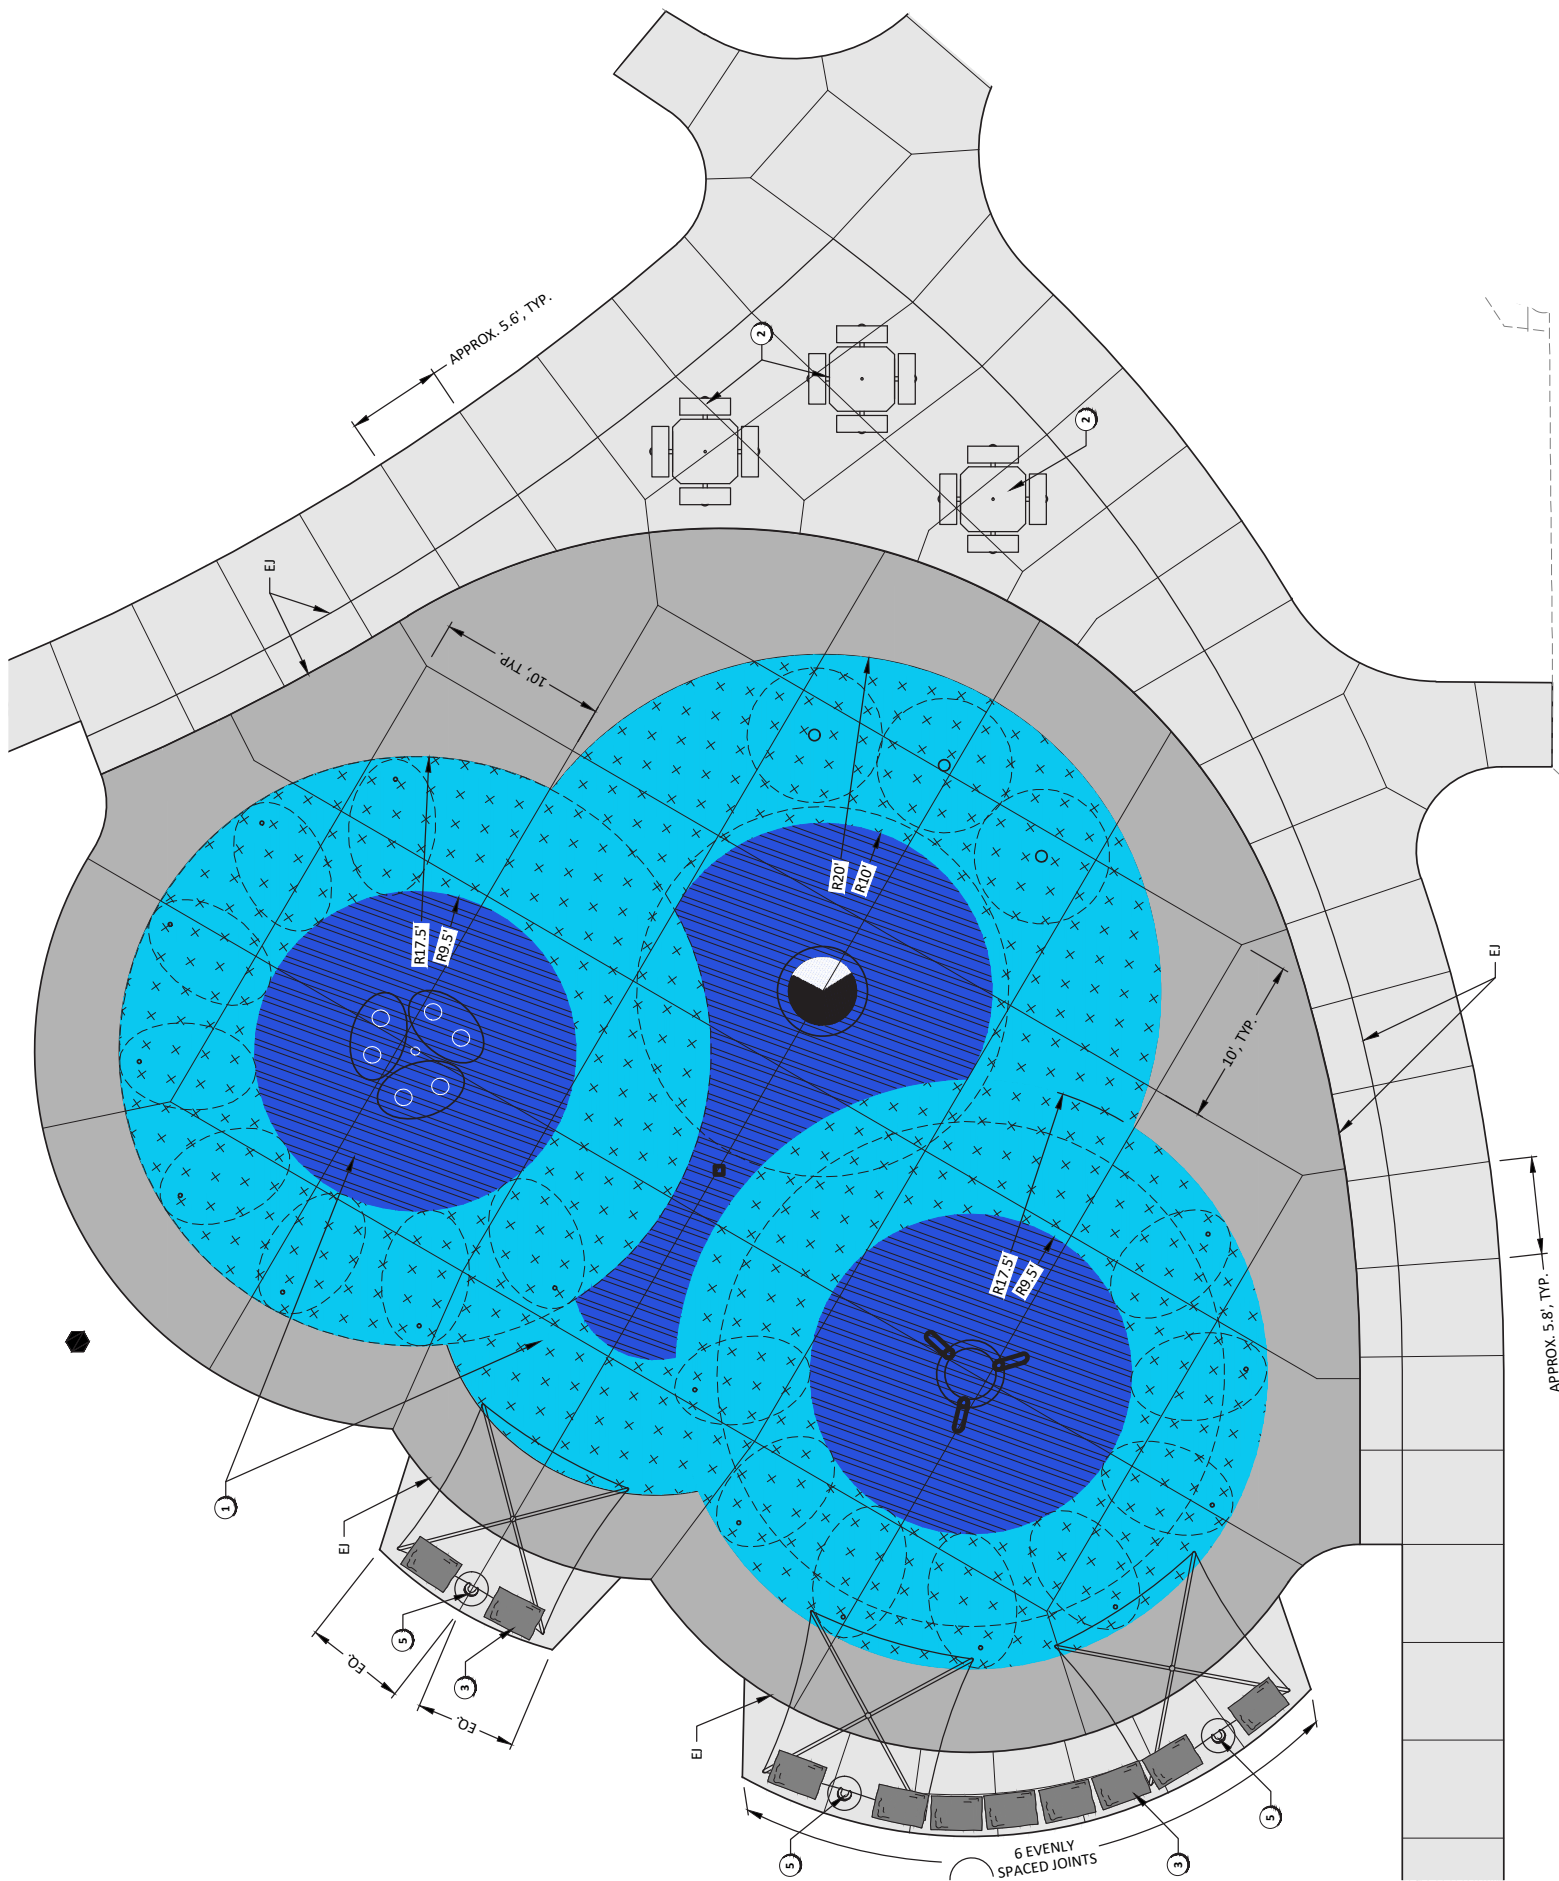 2
APPROX. 5.6', TYP.
2
EJ
10', TYP.
R20'
R10'
R17.5'
R9.5'
EJ
10', TYP.
R17.5'
R9.5'
APPROX. 5.8', TYP.
1
EJ
5
3
EQ.
EQ.
EJ
5
6 EVENLY
SPACED JOINTS
3
5